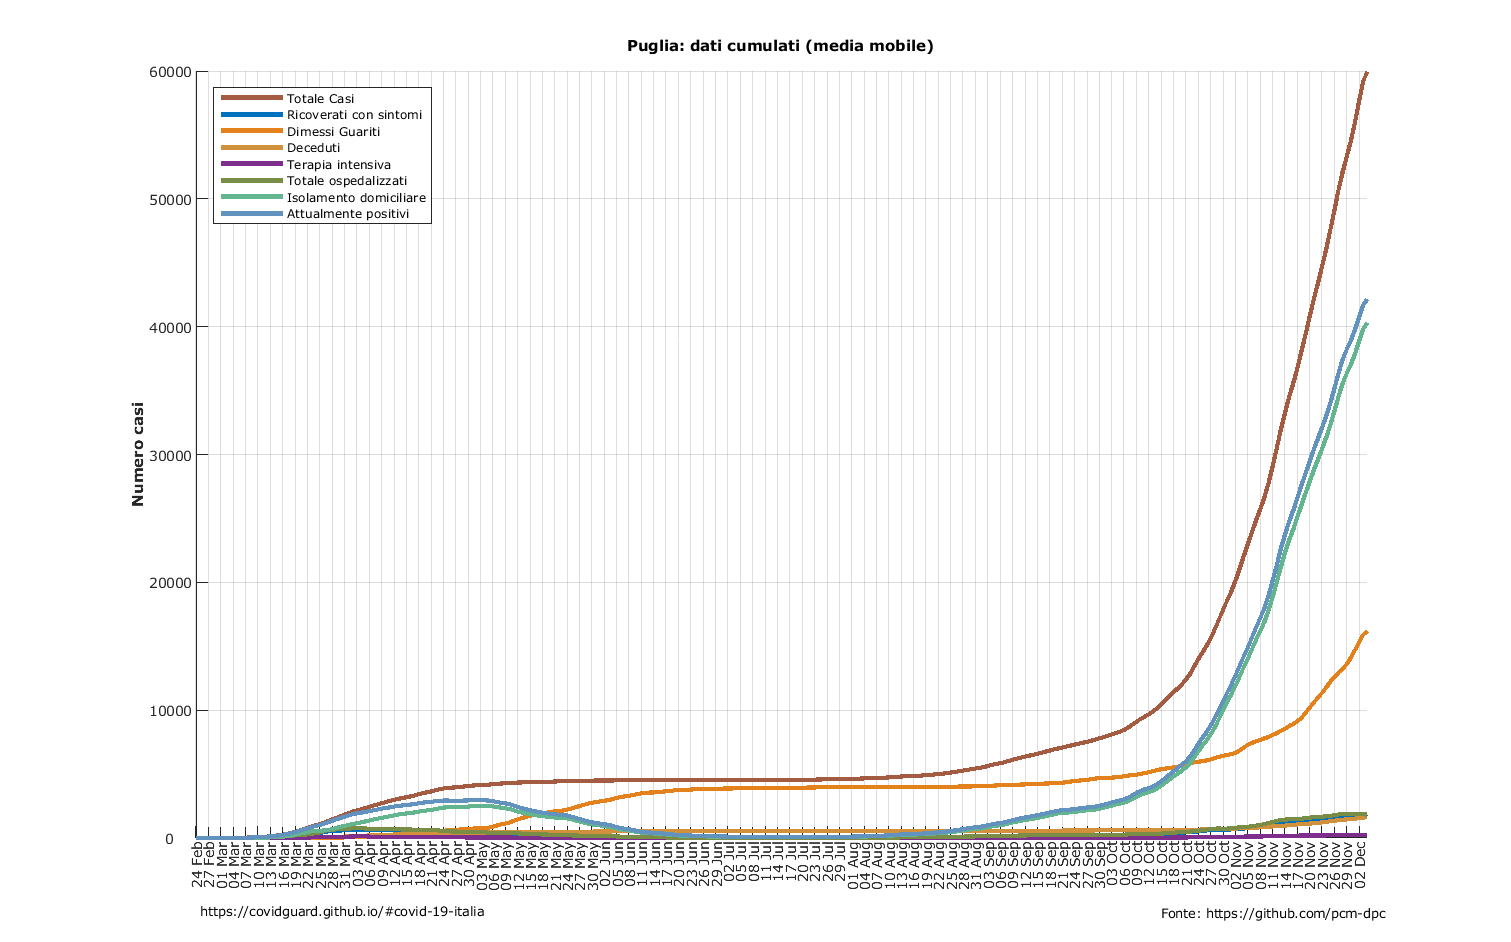 Puglia: dati cumulati (media mobile)
60000
50000
40000
30000
20000
10000
0
Numero casi
Totale Casi
Ricoverati con sintomi
Dimessi Guariti
Deceduti
Terapia intensiva
Totale ospedalizzati
Isolamento domiciliare
Attualmente positivi
24 Feb
27 Feb
01 Mar
04 Mar
07 Mar
10 Mar
13 Mar
16 Mar
19 Mar
22 Mar
25 Mar
28 Mar
31 Mar
03 Apr
06 Apr
09 Apr
12 Apr
15 Apr
18 Apr
21 Apr
24 Apr
27 Apr
30 Apr
03 May
06 May
09 May
12 May
15 May
18 May
21 May
24 May
27 May
30 May
02 Jun
05 Jun
08 Jun
11 Jun
14 Jun
17 Jun
20 Jun
23 Jun
26 Jun
29 Jun
02 Jul
05 Jul
08 Jul
11 Jul
14 Jul
17 Jul
20 Jul
23 Jul
26 Jul
29 Jul
01 Aug
04 Aug
07 Aug
10 Aug
13 Aug
16 Aug
19 Aug
22 Aug
25 Aug
28 Aug
31 Aug
03 Sep
06 Sep
09 Sep
12 Sep
15 Sep
18 Sep
21 Sep
24 Sep
27 Sep
30 Sep
03 Oct
06 Oct
09 Oct
12 Oct
15 Oct
18 Oct
21 Oct
24 Oct
27 Oct
30 Oct
02 Nov
05 Nov
08 Nov
11 Nov
14 Nov
17 Nov
20 Nov
23 Nov
26 Nov
29 Nov
02 Dec
https://covidguard.github.io/#covid-19-italia
Fonte: https://github.com/pcm-dpc